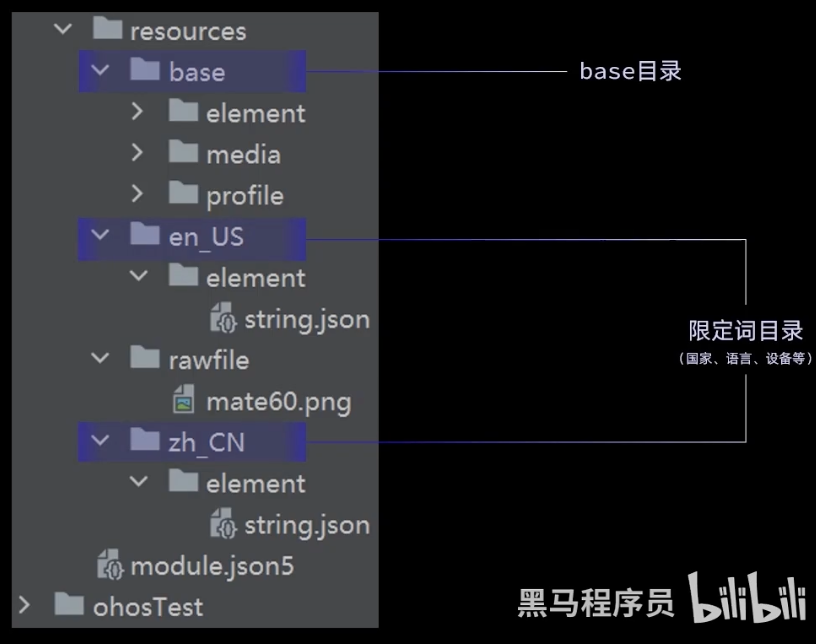 resources
base
base目录
element
media
profile
en_US
element
string.json
限定词目录
(国家、语言、设备等)
rawfile
mate60.png
zh_CN
element
string.json
module.json5
ohosTest
黑马程序员 bilibili